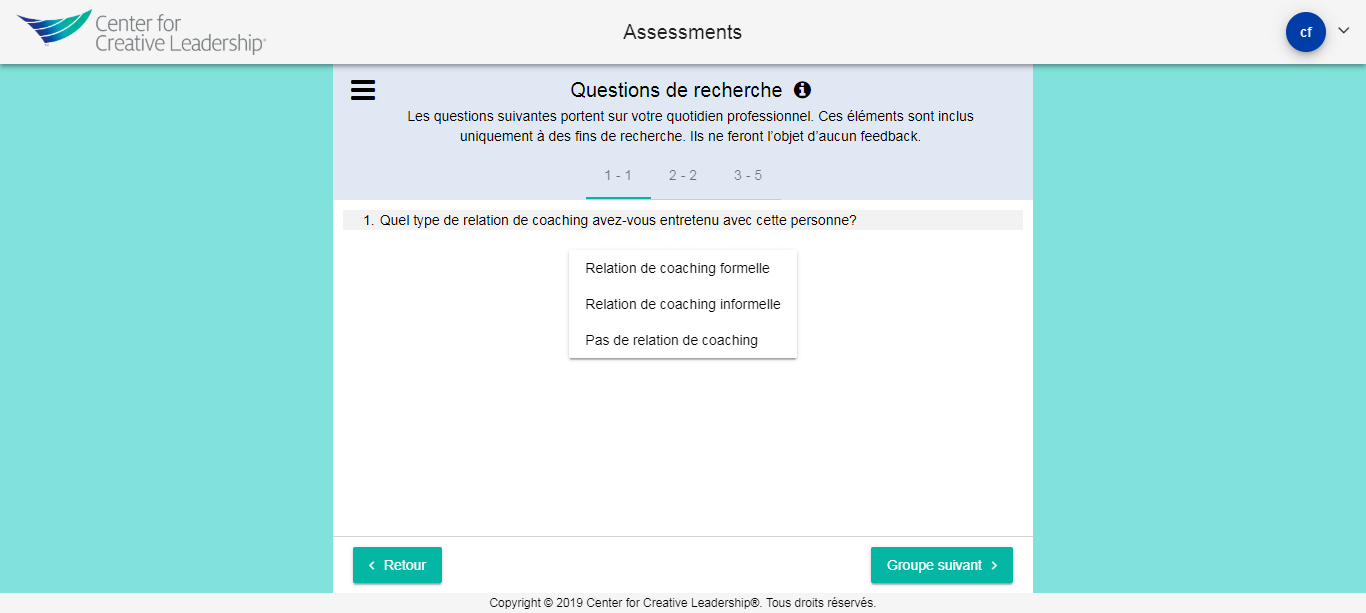 Center for
Creative Leadership®
Assessments
cf
Questions de recherche
Les questions suivantes portent sur votre quotidien professionnel. Ces éléments sont inclus
uniquement à des fins de recherche. Ils ne feront l'objet d'aucun feedback.
1 - 1 2 - 2 3 - 5
1. Quel type de relation de coaching avez-vous entretenu avec cette personne?
Relation de coaching formelle
Relation de coaching informelle
Pas de relation de coaching
Retour Groupe suivant
Copyright © 2019 Center for Creative Leadership®. Tous droits réservés.